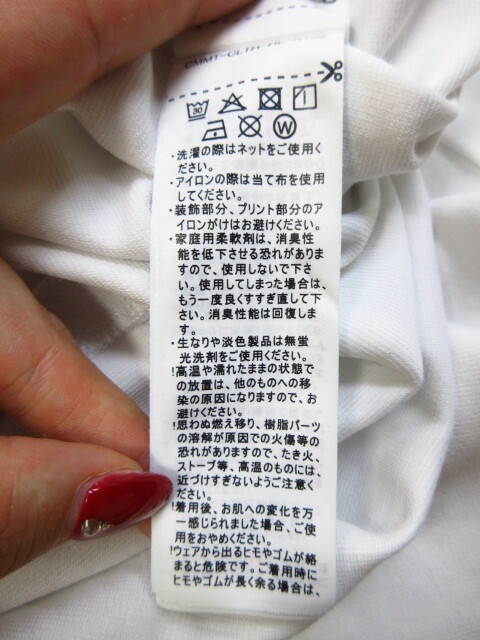 30
W
・洗濯の際はネットをご使用く
ださい。
・アイロンの際は当て布を使用
してください。
・装飾部分、プリント部分のア
イロンがけはお避けください。
・家庭用柔軟剤は、消臭性
能を低下させる恐れがありま
すので、使用しないで下さ
い。使用してしまった場合は、
もう一度良くすすぎ直して下
さい。消臭性能は回復しま
す。
・生なりや淡色製品は無蛍
光洗剤をご使用ください。
!高温や濡れたままの状態で
の放置は、他のものへの移
染の原因になりますので、お
避けください。
!思わぬ燃え移り、樹脂パーツ
の溶解が原因での火傷等の
恐れがありますので、たき火、
ストーブ等、高温のものには、
近づけすぎないようご注意く
ださい。
!着用後、お肌への変化を万
一感じられました場合、ご使
用をおやめください。
!ウェアから出るヒモやゴムが絡
まると危険です。ご着用時に
ヒモやゴムが長く余る場合は、